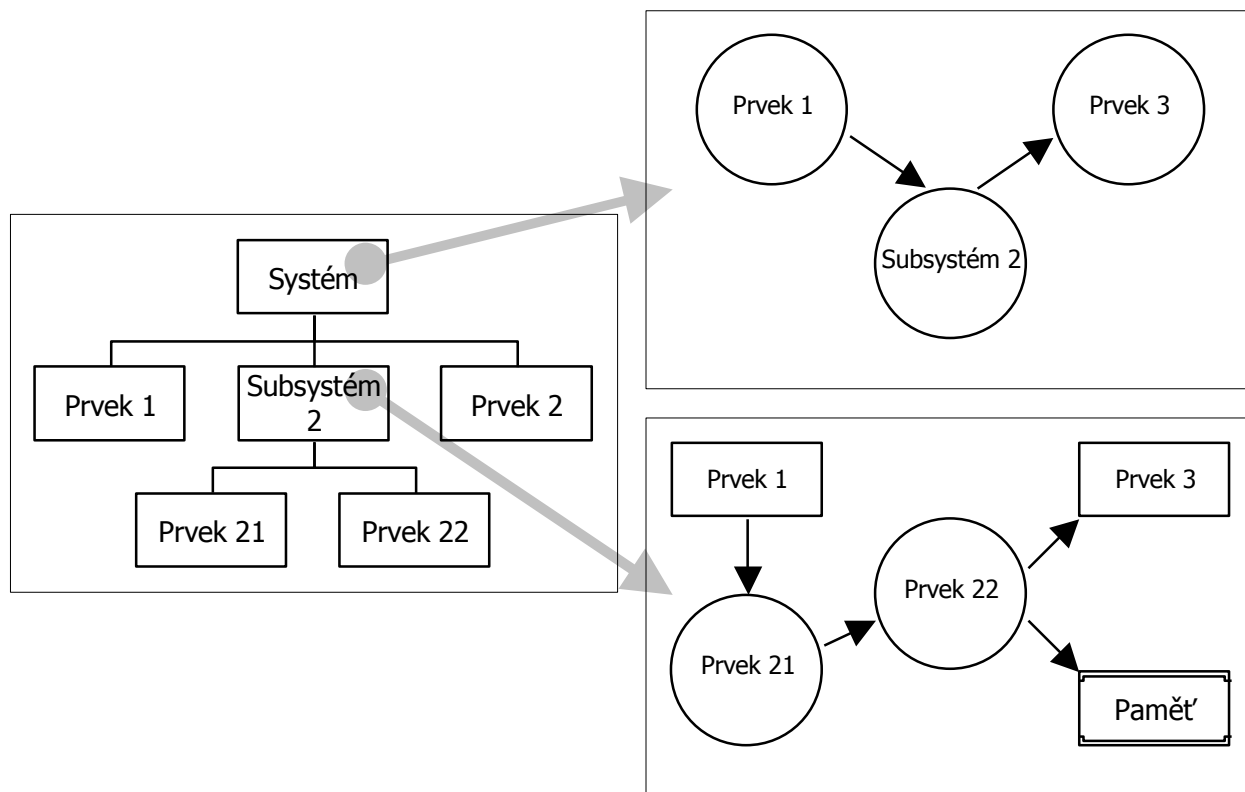 Systém
Prvek 1
Subsystém
2
Prvek 2
Prvek 21
Prvek 22
Prvek 1
Prvek 3
Subsystém 2
Prvek 1
Prvek 3
Prvek 22
Prvek 21
Paměť